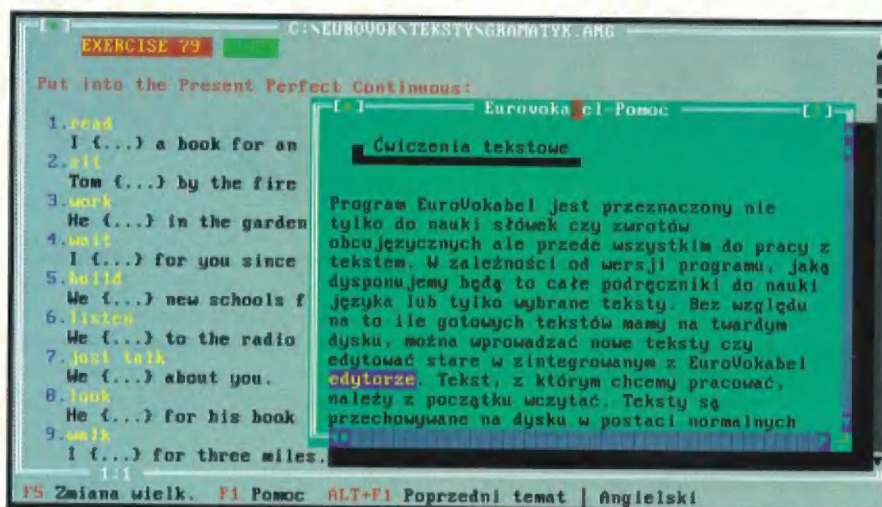 C:\EUROVOK\TEKSTY\GRAMATYK.ANG
EXERCISE 79
Put into the Present Perfect Continuous:
1.read
I {...} a book for an
2.sit
Tom {...} by the fire
3.work
He {...} in the garden
4.wait
I {...} for you since
5.build
We {...} new schools f
6.listen
We {...} to the radio
7.just talk
We {...} about you.
8.look
He {...} for his book
9.walk
I {...} for three miles.
1:1
Eurovokabel-Pomoc
Ćwiczenia tekstowe
Program EuroVokabel jest przeznaczony nie
tylko do nauki słówek czy zwrotów
obcojęzycznych ale przede wszystkim do pracy z
tekstem. W zależności od wersji programu, jaką
dysponujemy będą to całe podręczniki do nauki
języka lub tylko wybrane teksty. Bez względu
na to ile gotowych tekstów mamy na twardym
dysku, można wprowadzać nowe teksty czy
edytować stare w zintegrowanym z EuroVokabel
edytorze. Tekst, z którym chcemy pracować,
należy z początku wczytać. Teksty są
przechowywane na dysku w postaci normalnych
F5 Zmiana wielk. F1 Pomoc ALT+F1 Poprzedni temat | Angielski